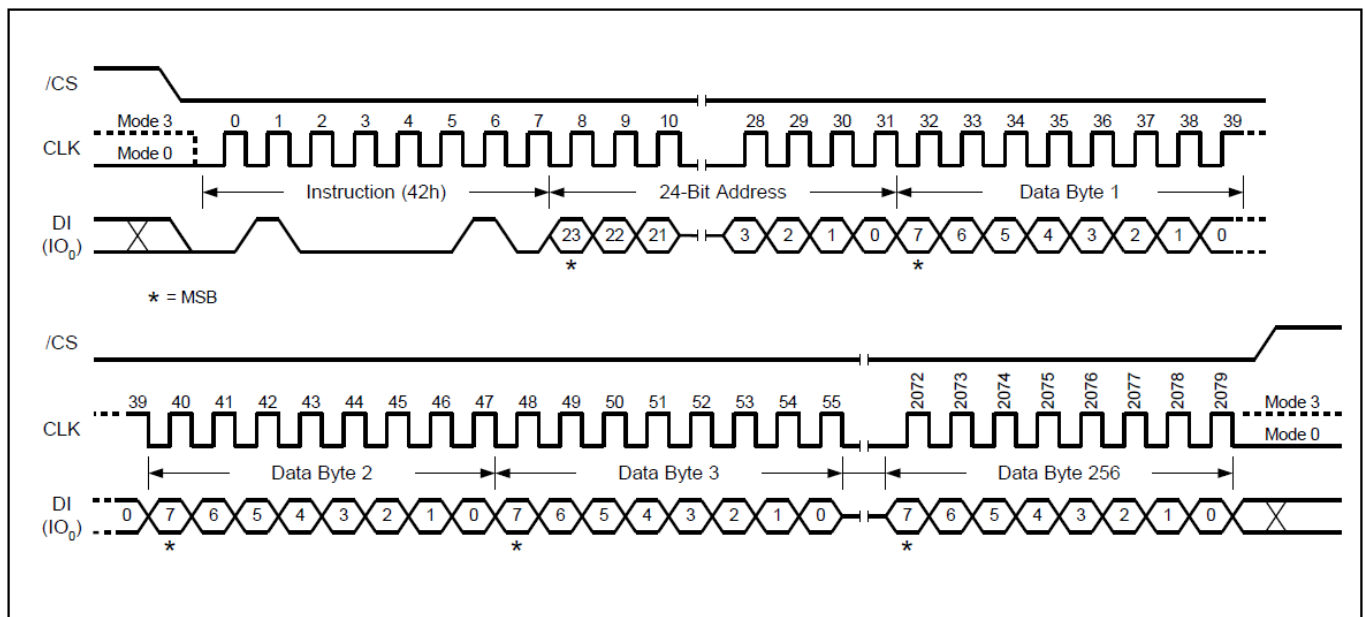 /CS
Mode 3 0 1 2 3 4 5 6 7 8 9 10 28 29 30 31 32 33 34 35 36 37 38 39
CLK Mode 0
Instruction (42h) 24-Bit Address Data Byte 1
DI
(IO0) 23 22 21 3 2 1 0 7 6 5 4 3 2 1 0
* *
* = MSB
/CS
39 40 41 42 43 44 45 46 47 48 49 50 51 52 53 54 55 2072 2073 2074 2075 2076 2077 2078 2079 Mode 3
CLK Mode 0
Data Byte 2 Data Byte 3 Data Byte 256
DI
(IO0) 0 7 6 5 4 3 2 1 0 7 6 5 4 3 2 1 0 7 6 5 4 3 2 1 0
* * *